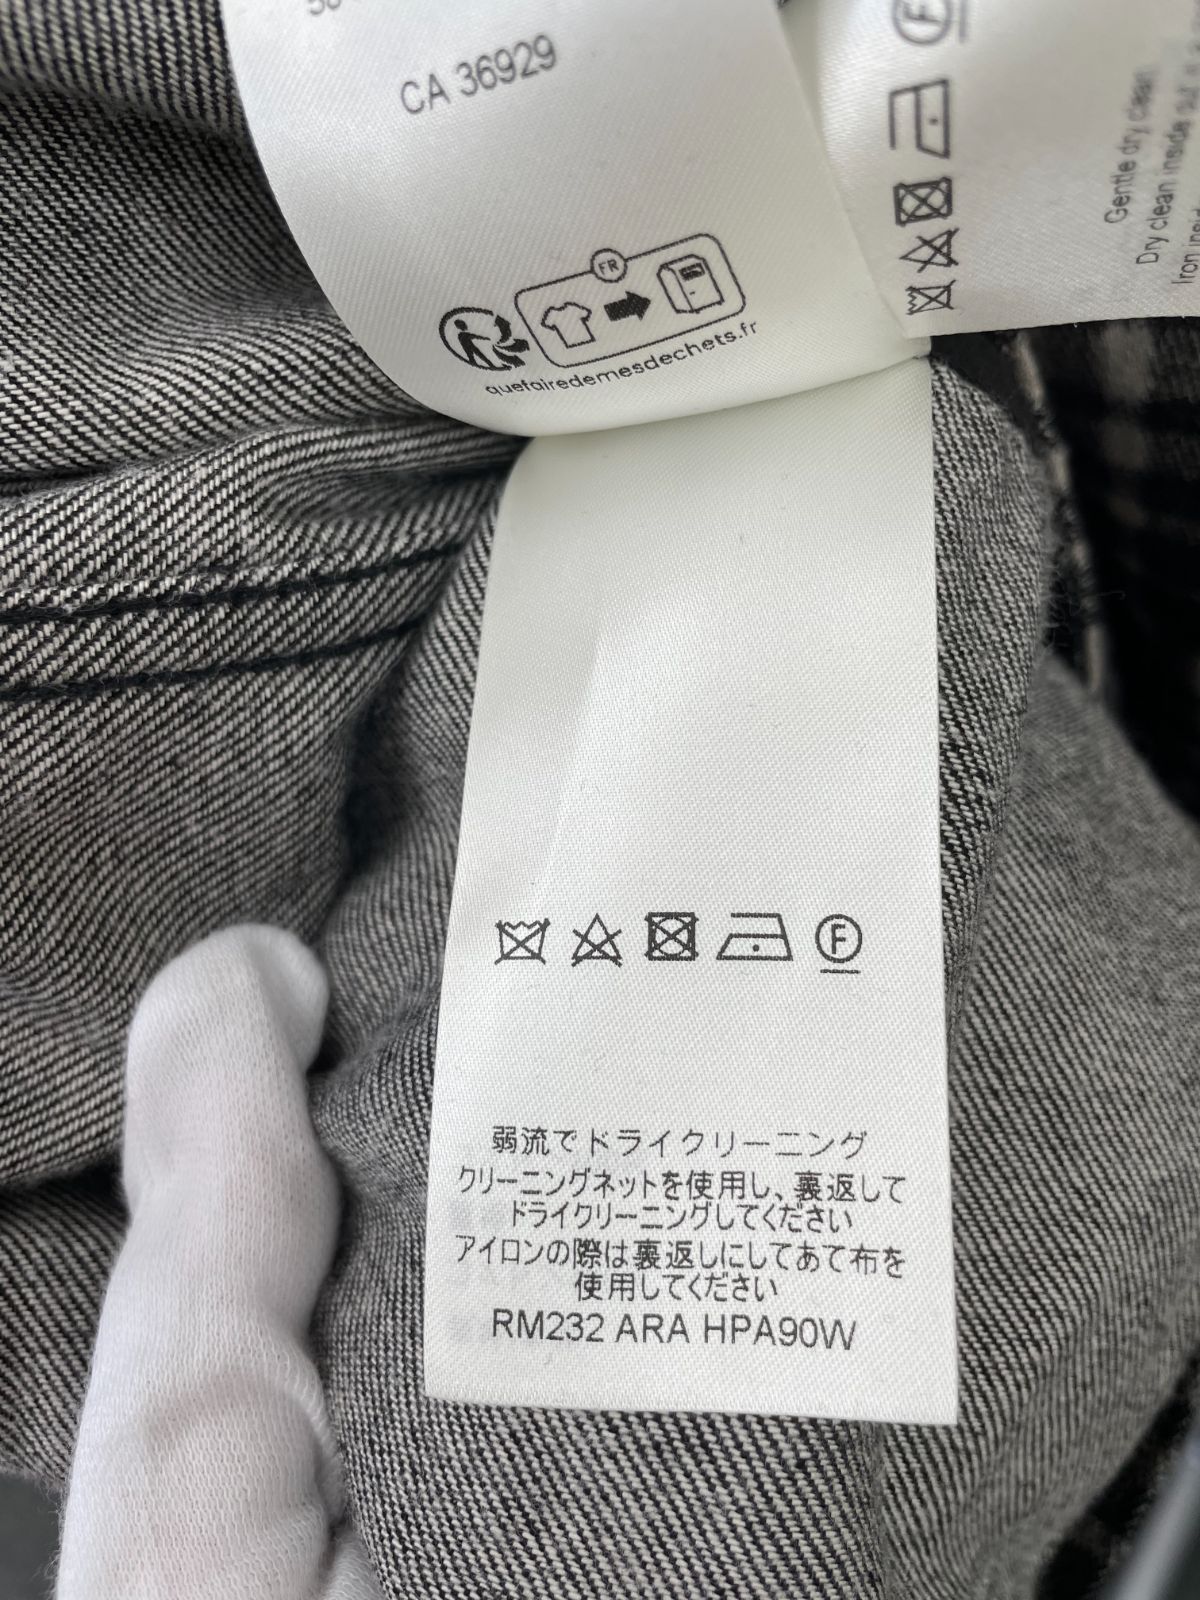 CA 36929
FR
quefairedemesdechets.fr
F
Gentle dry clean
Dry clean inside out
F
弱流でドライクリーニング
クリーニングネットを使用し、裏返して
ドライクリーニングしてください
アイロンの際は裏返しにしてあて布を
使用してください
RM232 ARA HPA90W